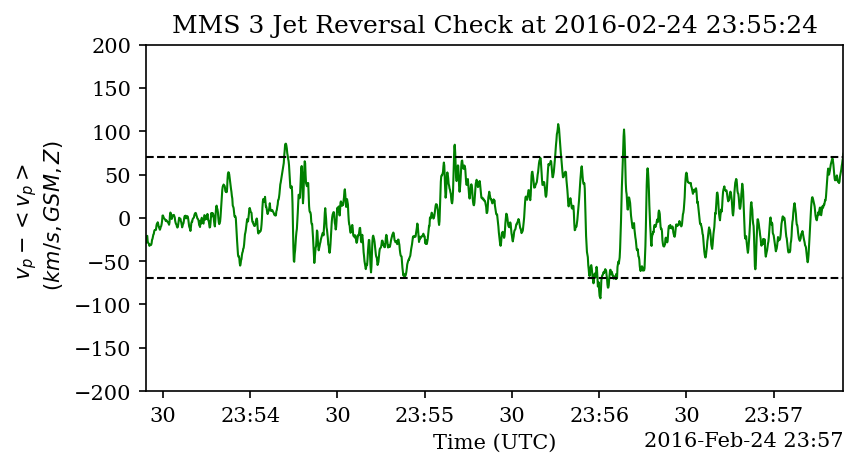 MMS 3 Jet Reversal Check at 2016-02-24 23:55:24
v_p − < v_p >
(km/s, GSM, Z)
200
150
100
50
0
−50
−100
−150
−200
30 23:54 30 23:55 30 23:56 30 23:57
Time (UTC)
2016-Feb-24 23:57